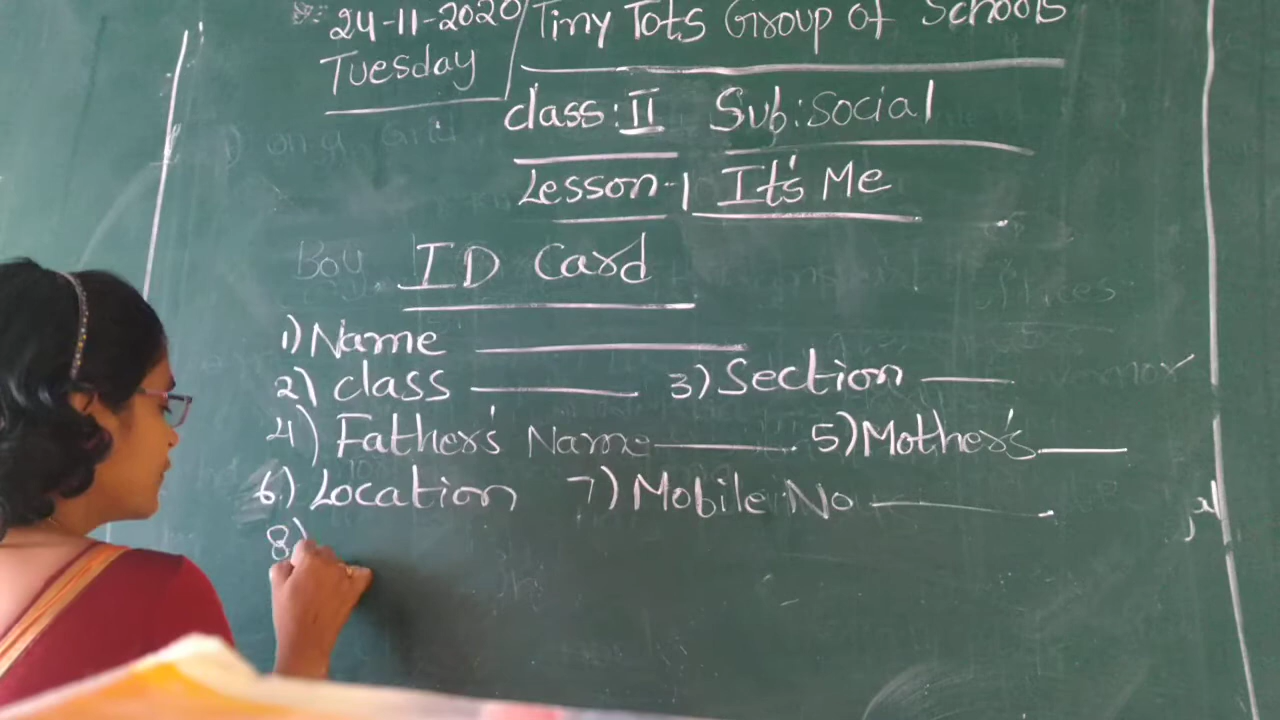 24-11-2020 Tiny Tots Group of Schools
Tuesday
class: II Sub: Social
Lesson-1 It's Me
ID Card
1) Name
2) class 3) Section
4) Father's Name 5) Mother's
6) Location 7) Mobile No
8)